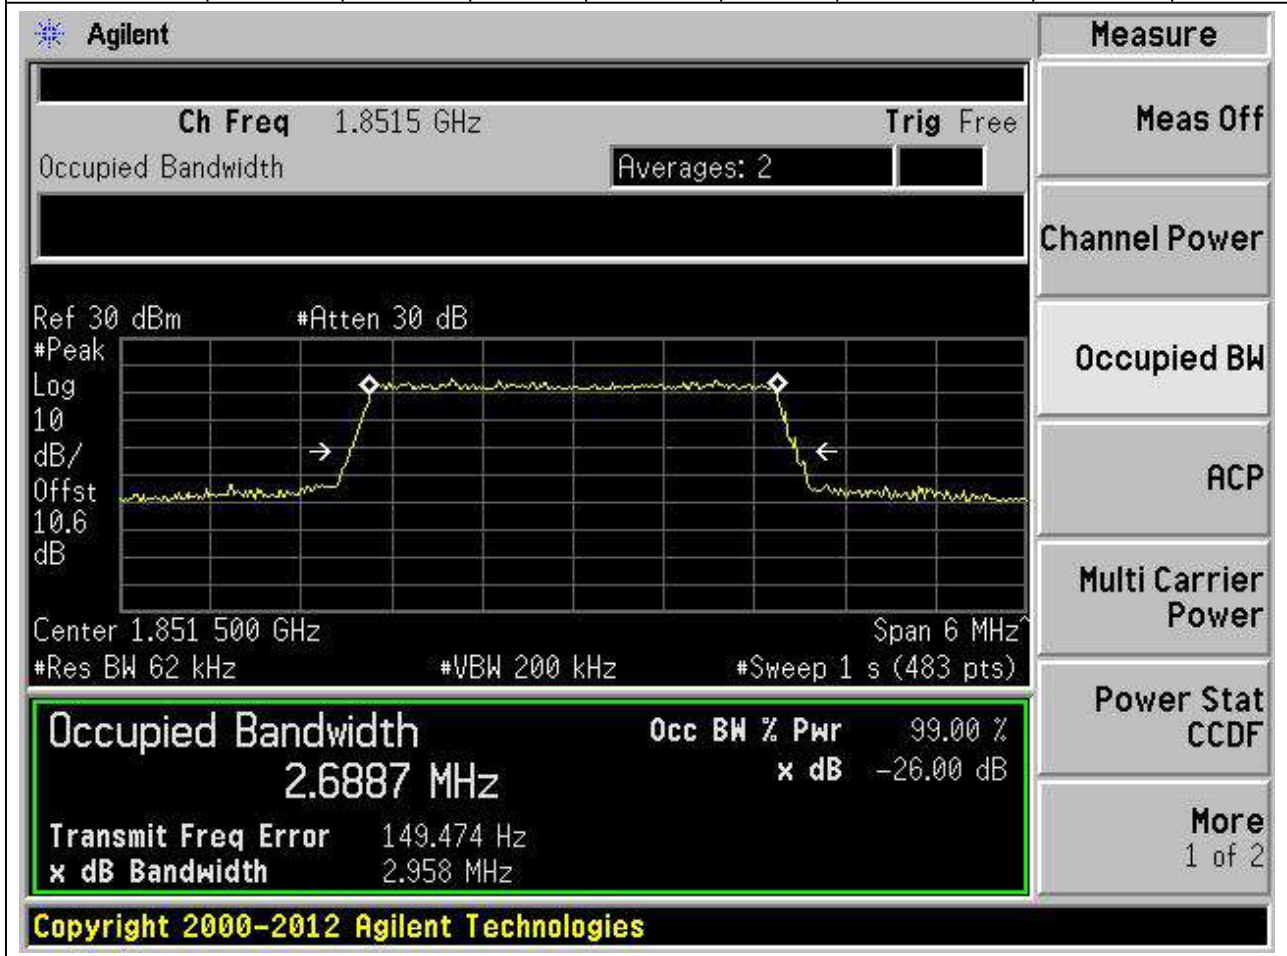 Agilent
Measure
Ch Freq 1.8515 GHz Trig Free
Occupied Bandwidth Averages: 2
Ref 30 dBm #Atten 30 dB
#Peak
Log
10
dB/
Offst
10.6
dB
Center 1.851 500 GHz Span 6 MHz^
#Res BW 62 kHz #VBW 200 kHz #Sweep 1 s (483 pts)
Occupied Bandwidth
2.6887 MHz
Occ BW % Pwr 99.00 %
x dB -26.00 dB
Transmit Freq Error 149.474 Hz
x dB Bandwidth 2.958 MHz
Meas Off
Channel Power
Occupied BW
ACP
Multi Carrier
Power
Power Stat
CCDF
More
1 of 2
Copyright 2000-2012 Agilent Technologies